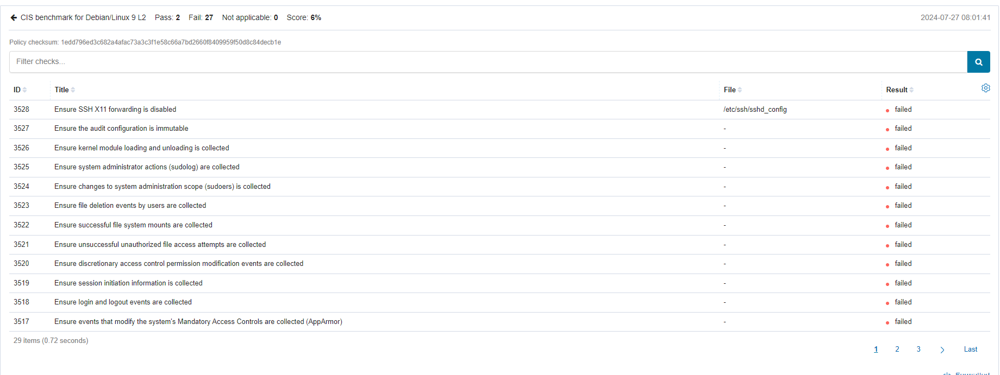 CIS benchmark for Debian/Linux 9 L2 Pass: 2 Fail: 27 Not applicable: 0 Score: 6% 2024-07-27 08:01:41
Policy checksum: 1edd796ed3c682a4afac73a3c3f1e58c66a7bd2660f8409959f50d8c84decb1e
Filter checks...
ID Title File Result
3528 Ensure SSH X11 forwarding is disabled /etc/ssh/sshd_config failed
3527 Ensure the audit configuration is immutable - failed
3526 Ensure kernel module loading and unloading is collected - failed
3525 Ensure system administrator actions (sudolog) are collected - failed
3524 Ensure changes to system administration scope (sudoers) is collected - failed
3523 Ensure file deletion events by users are collected - failed
3522 Ensure successful file system mounts are collected - failed
3521 Ensure unsuccessful unauthorized file access attempts are collected - failed
3520 Ensure discretionary access control permission modification events are collected - failed
3519 Ensure session initiation information is collected - failed
3518 Ensure login and logout events are collected - failed
3517 Ensure events that modify the system's Mandatory Access Controls are collected (AppArmor) - failed
29 items (0.72 seconds)
1 2 3 > Last
Formatted